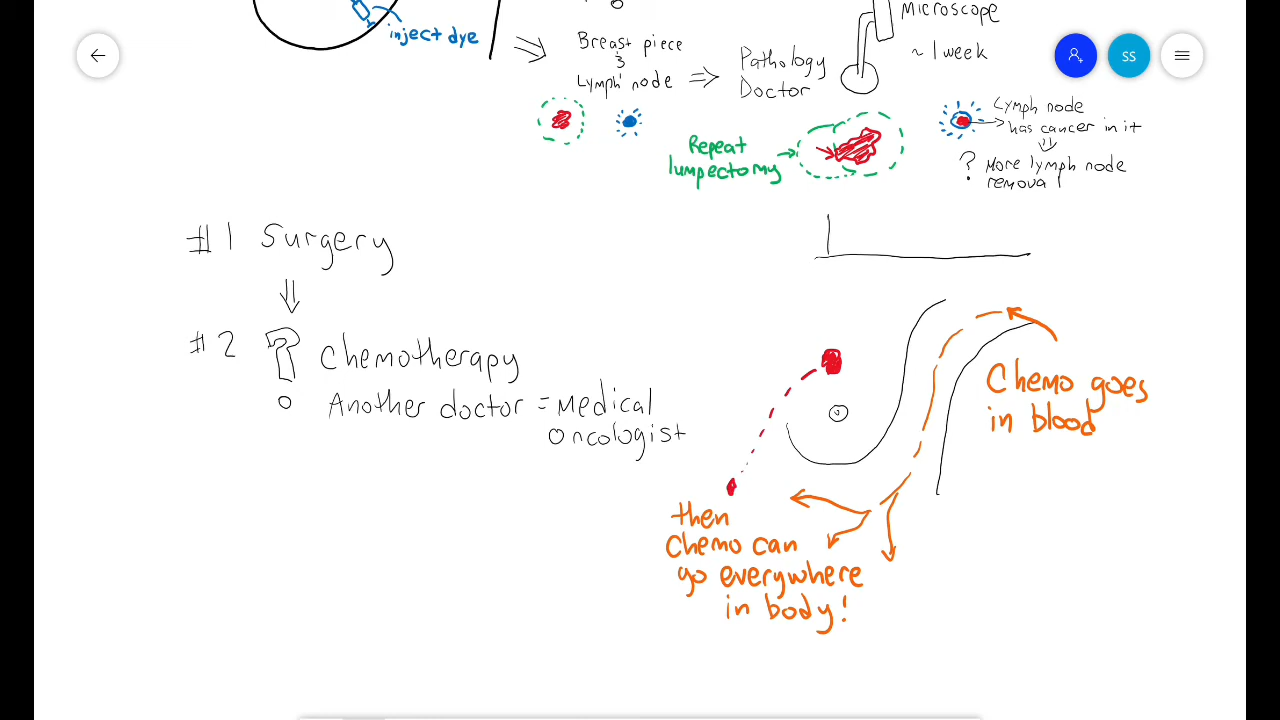 inject dye
Breast piece
&
Lymph node
Pathology
Doctor
Microscope
~ 1 week
SS
Lymph node
has cancer in it
? More lymph node
removal
Repeat
lumpectomy
#1 Surgery
#2 ? Chemotherapy
Another doctor = Medical
oncologist
Chemo goes
in blood
then
Chemo can
go everywhere
in body!